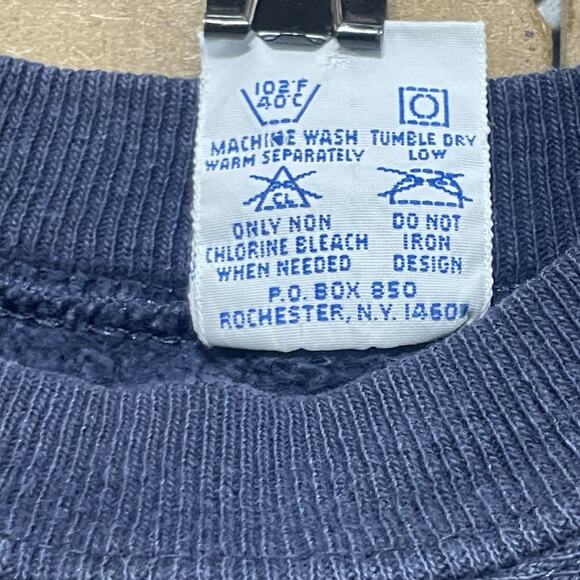 102°F
40°C
MACHINE WASH
WARM SEPARATELY
TUMBLE DRY
LOW
CL
ONLY NON
CHLORINE BLEACH
WHEN NEEDED
DO NOT
IRON
DESIGN
P.O. BOX 850
ROCHESTER, N.Y.